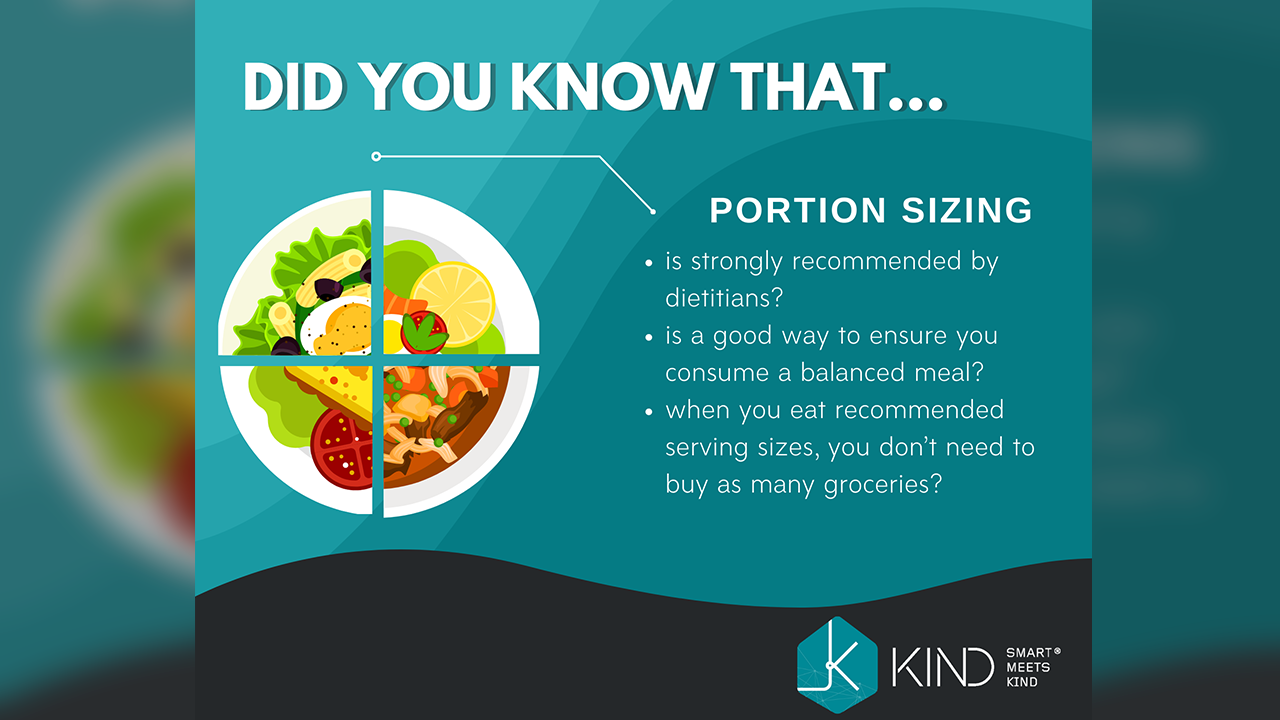 DID YOU KNOW THAT...
PORTION SIZING
• is strongly recommended by
dietitians?
• is a good way to ensure you
consume a balanced meal?
• when you eat recommended
serving sizes, you don’t need to
buy as many groceries?
KIND
SMART®
MEETS
KIND